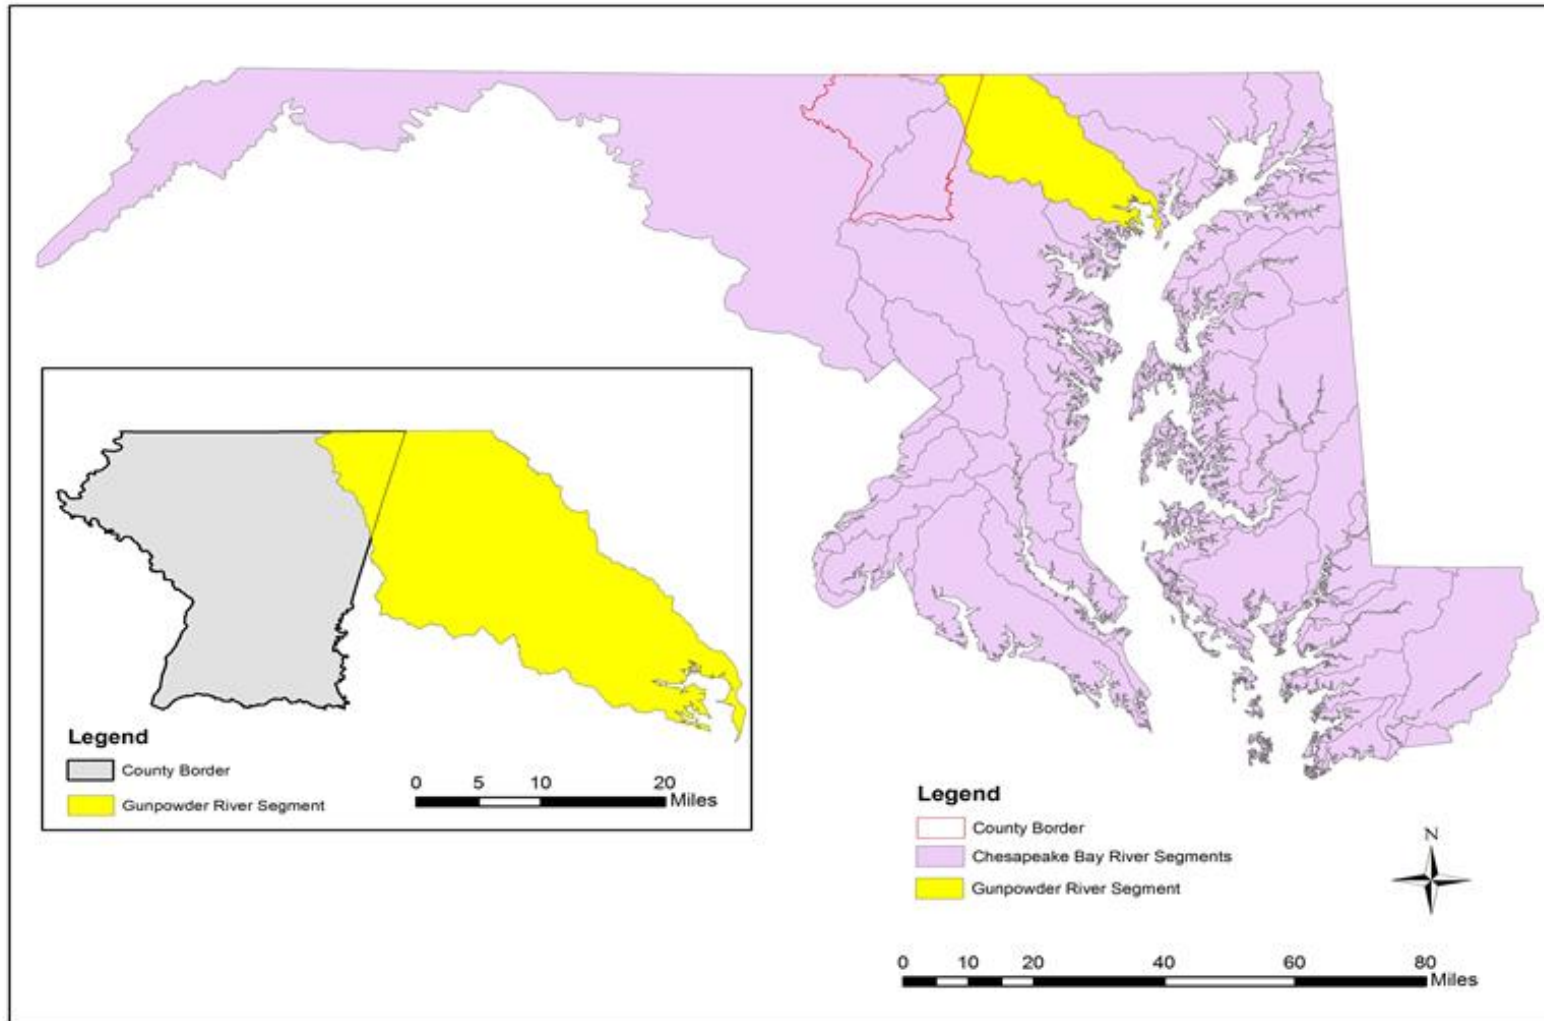 Legend
County Border
Gunpowder River Segment
0 5 10 20
Miles
Legend
County Border
Chesapeake Bay River Segments
Gunpowder River Segment
N
0 10 20 40 60 80
Miles